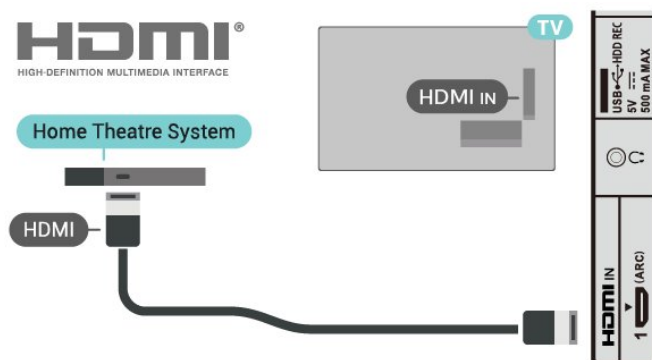 HDMI®
HIGH-DEFINITION MULTIMEDIA INTERFACE
TV
HDMI IN
Home Theatre System
HDMI
USB HDD REC
5V ⎓
500 mA MAX
HDMI IN
1 (ARC)